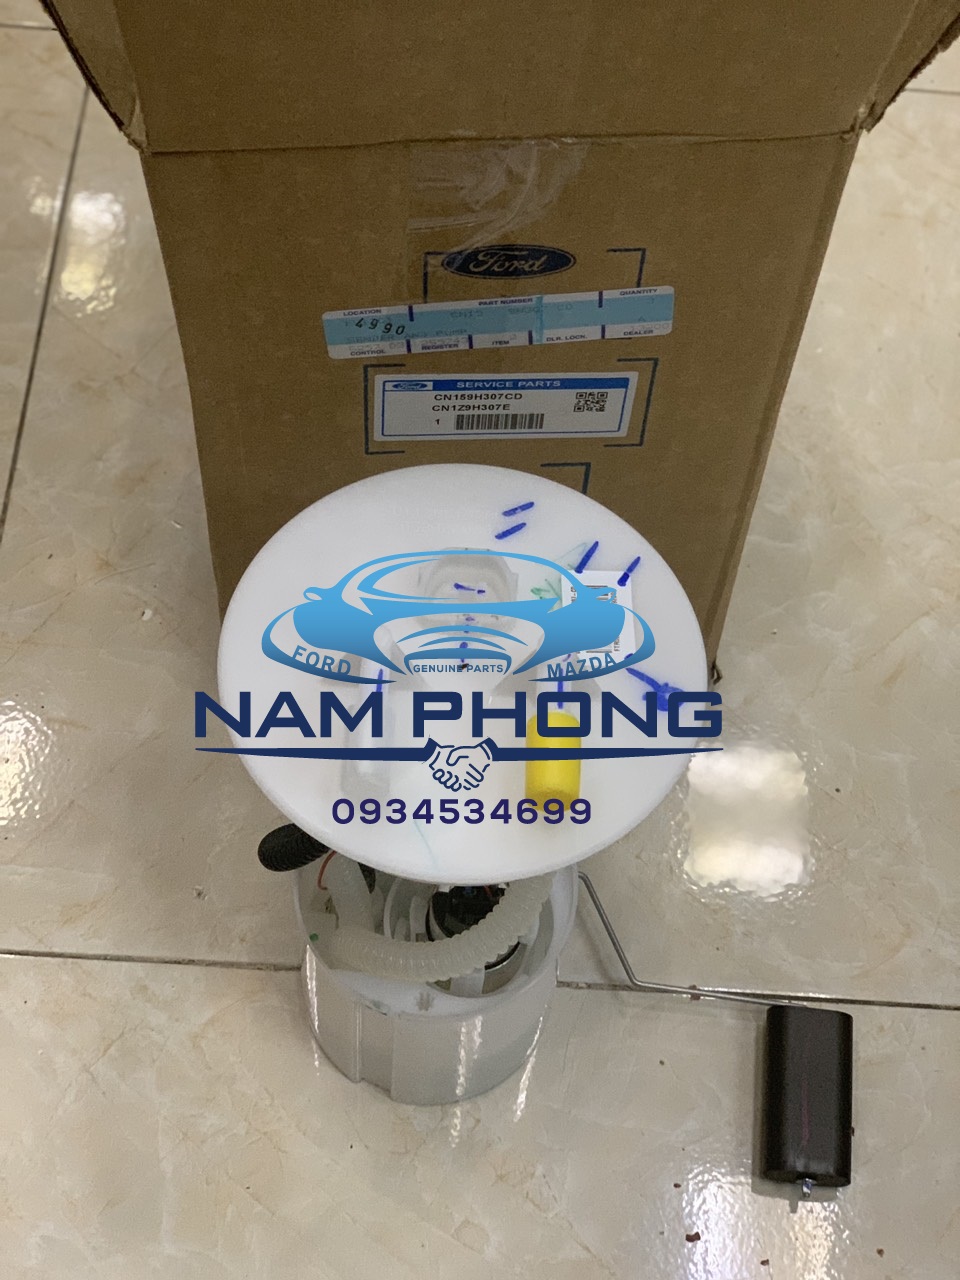 Ford
LOCATION PART NUMBER QUANTITY
4990
CONTROL REGISTER ITEM DLR. LOCN. DEALER
Ford SERVICE PARTS
CN159H307CD
CN1Z9H307E
1
FORD GENUINE PARTS MAZDA
NAM PHONG
0934534699